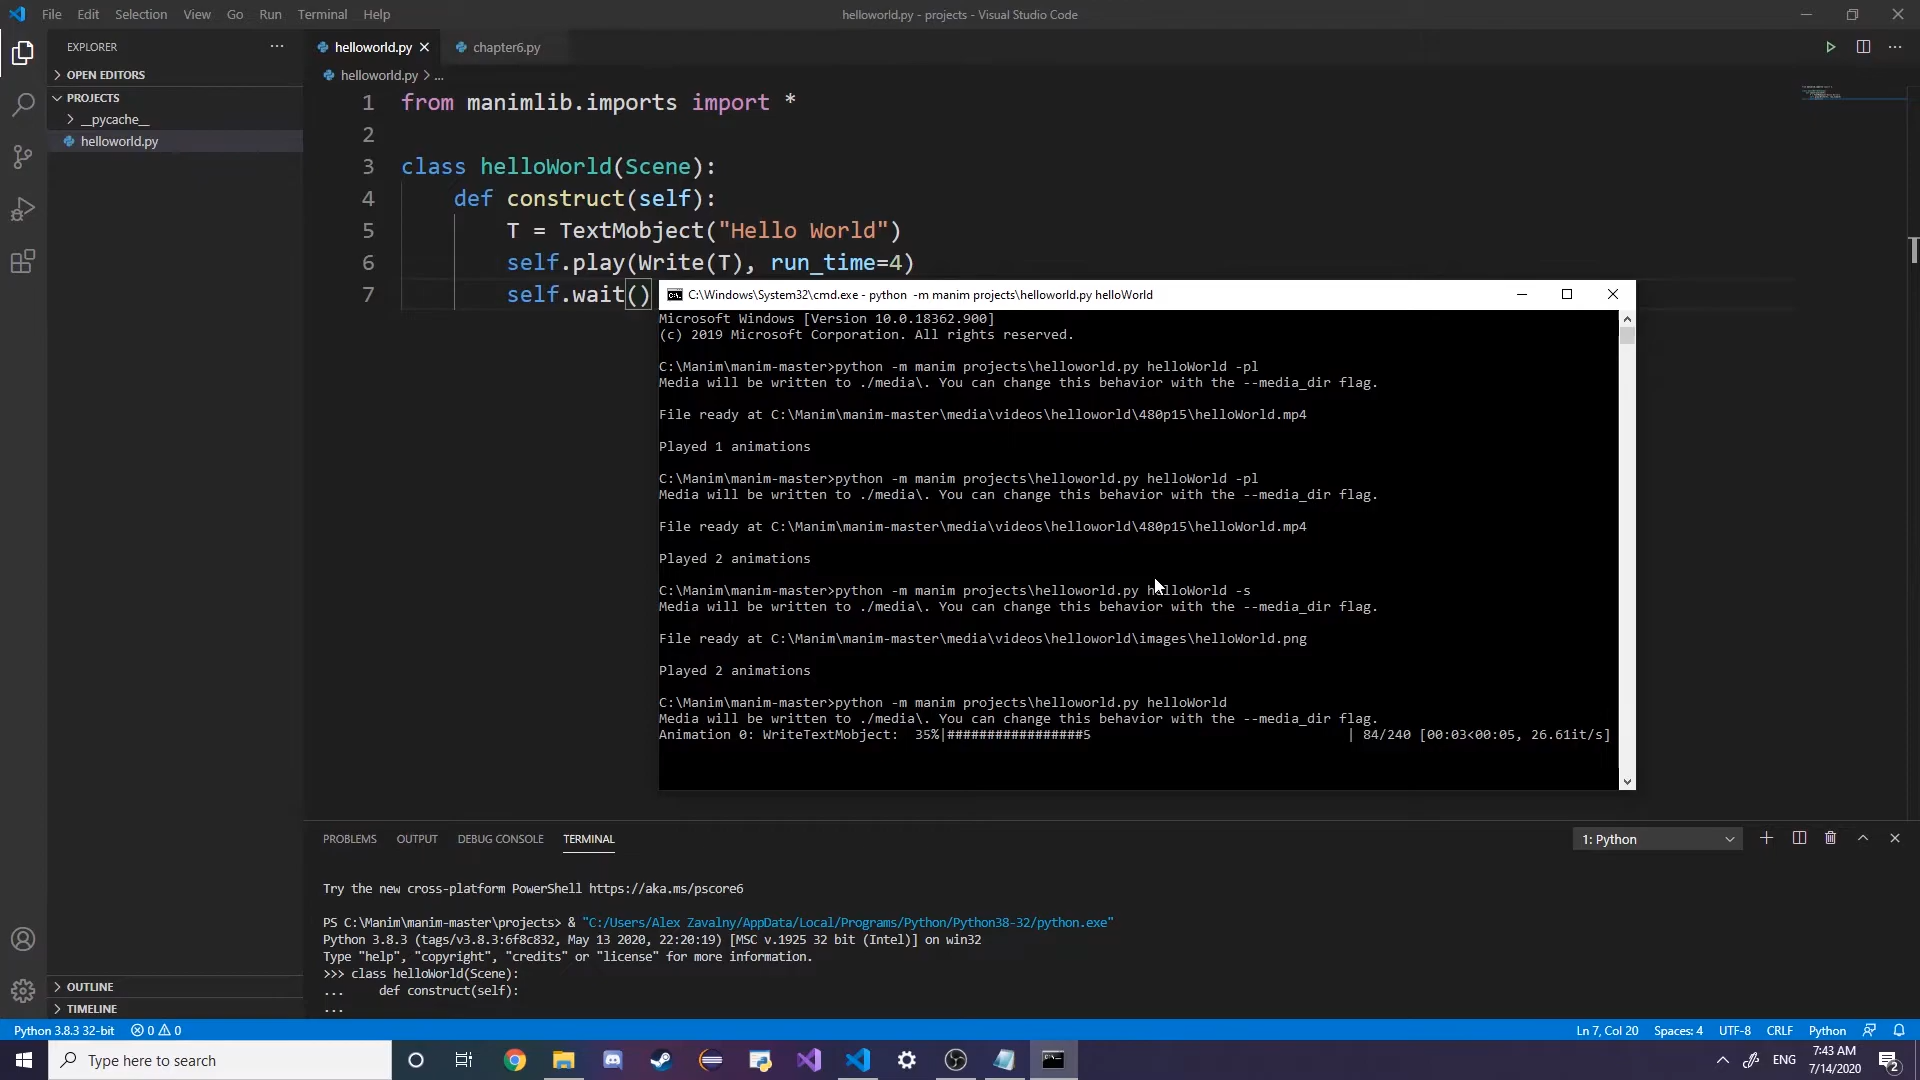 File Edit Selection View Go Run Terminal Help
helloworld.py - projects - Visual Studio Code
EXPLORER
OPEN EDITORS
PROJECTS
__pycache__
helloworld.py
helloworld.py
chapter6.py
helloworld.py > ...
1 from manimlib.imports import *
2
3 class helloWorld(Scene):
4 def construct(self):
5 T = TextMobject("Hello World")
6 self.play(Write(T), run_time=4)
7 self.wait()
C:\Windows\System32\cmd.exe - python -m manim projects\helloworld.py helloWorld
Microsoft Windows [Version 10.0.18362.900]
(c) 2019 Microsoft Corporation. All rights reserved.
C:\Manim\manim-master>python -m manim projects\helloworld.py helloWorld -pl
Media will be written to ./media\. You can change this behavior with the --media_dir flag.
File ready at C:\Manim\manim-master\media\videos\helloworld\480p15\helloWorld.mp4
Played 1 animations
C:\Manim\manim-master>python -m manim projects\helloworld.py helloWorld -pl
Media will be written to ./media\. You can change this behavior with the --media_dir flag.
File ready at C:\Manim\manim-master\media\videos\helloworld\480p15\helloWorld.mp4
Played 2 animations
C:\Manim\manim-master>python -m manim projects\helloworld.py helloWorld -s
Media will be written to ./media\. You can change this behavior with the --media_dir flag.
File ready at C:\Manim\manim-master\media\videos\helloworld\images\helloWorld.png
Played 2 animations
C:\Manim\manim-master>python -m manim projects\helloworld.py helloWorld
Media will be written to ./media\. You can change this behavior with the --media_dir flag.
Animation 0: WriteTextMobject: 35%|#################5 | 84/240 [00:03<00:05, 26.61it/s]
PROBLEMS OUTPUT DEBUG CONSOLE TERMINAL
1: Python
Try the new cross-platform PowerShell https://aka.ms/pscore6
PS C:\Manim\manim-master\projects> & "C:/Users/Alex Zavalny/AppData/Local/Programs/Python/Python38-32/python.exe"
Python 3.8.3 (tags/v3.8.3:6f8c832, May 13 2020, 22:20:19) [MSC v.1925 32 bit (Intel)] on win32
Type "help", "copyright", "credits" or "license" for more information.
>>> class helloWorld(Scene):
... def construct(self):
...
OUTLINE
TIMELINE
Python 3.8.3 32-bit 0 0
Ln 7, Col 20 Spaces: 4 UTF-8 CRLF Python
Type here to search
ENG
7:43 AM
7/14/2020
2